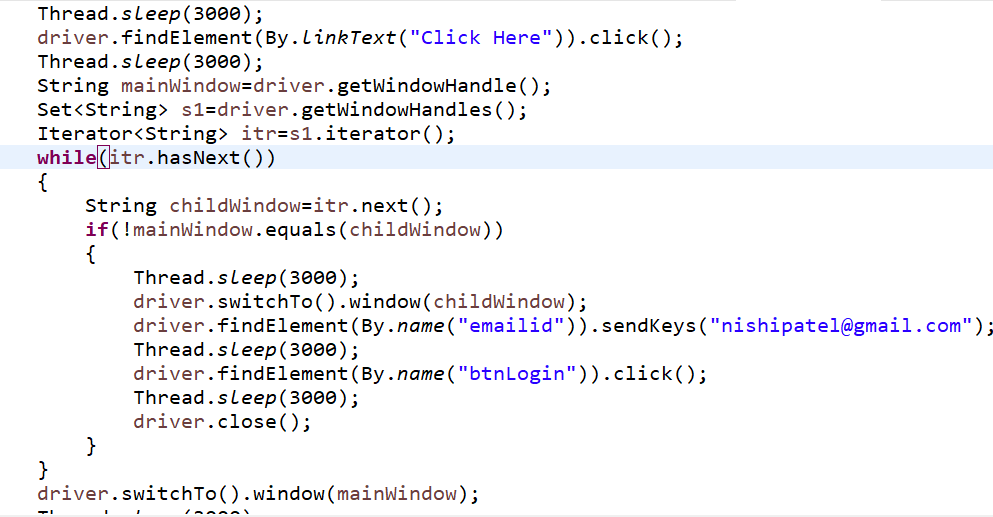 Thread.sleep(3000);
driver.findElement(By.linkText("Click Here")).click();
Thread.sleep(3000);
String mainWindow=driver.getWindowHandle();
Set<String> s1=driver.getWindowHandles();
Iterator<String> itr=s1.iterator();
while(itr.hasNext())
{
    String childWindow=itr.next();
    if(!mainWindow.equals(childWindow))
    {
        Thread.sleep(3000);
        driver.switchTo().window(childWindow);
        driver.findElement(By.name("emailid")).sendKeys("nishipatel@gmail.com");
        Thread.sleep(3000);
        driver.findElement(By.name("btnLogin")).click();
        Thread.sleep(3000);
        driver.close();
    }
}
driver.switchTo().window(mainWindow);